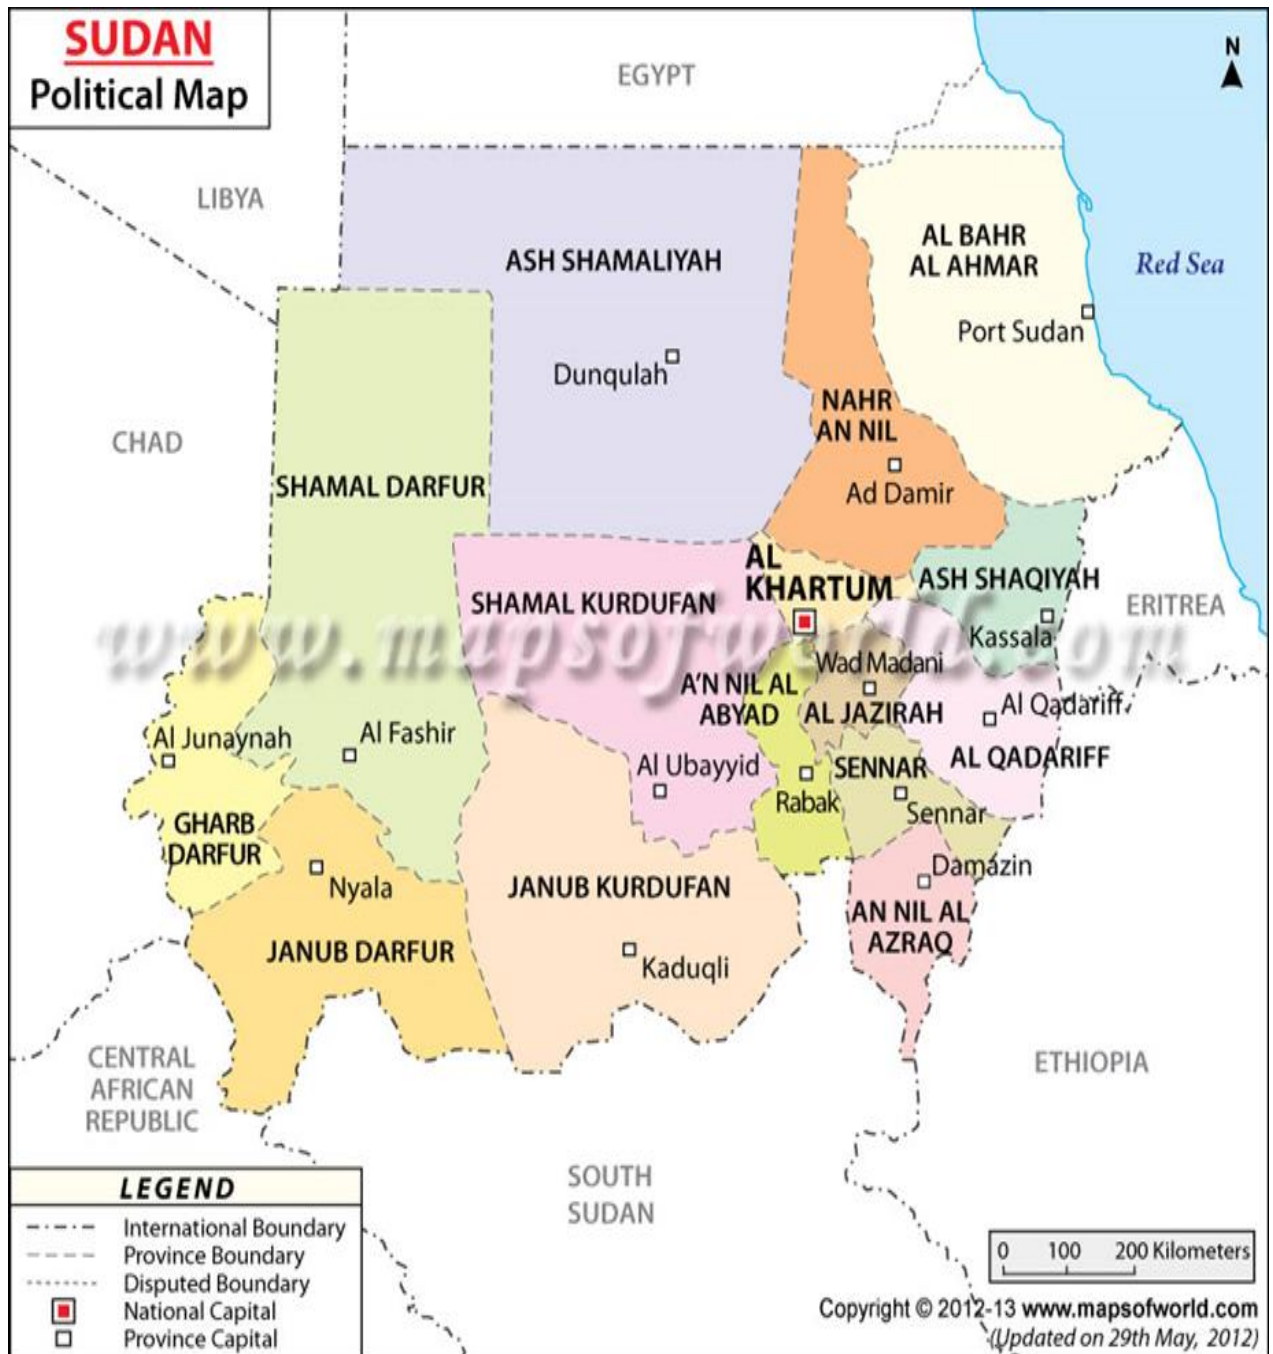 SUDAN
Political Map
N
EGYPT
LIBYA
ASH SHAMALIYAH
AL BAHR
AL AHMAR
Red Sea
Port Sudan
Dunqulah
NAHR
AN NIL
CHAD
SHAMAL DARFUR
Ad Damir
AL
KHARTUM
ASH SHAQIYAH
SHAMAL KURDUFAN
ERITREA
Kassala
www.mapsofworld.com
Wad Madani
A'N NIL AL
ABYAD
AL JAZIRAH
Al Qadariff
Al Junaynah
Al Fashir
AL QADARIFF
Al Ubayyid
SENNAR
Rabak
Sennar
GHARB
DARFUR
Damazin
Nyala
JANUB KURDUFAN
AN NIL AL
AZRAQ
JANUB DARFUR
Kaduqli
CENTRAL
AFRICAN
REPUBLIC
ETHIOPIA
SOUTH
SUDAN
LEGEND
International Boundary
Province Boundary
Disputed Boundary
National Capital
Province Capital
0 100 200 Kilometers
Copyright © 2012-13 www.mapsofworld.com
(Updated on 29th May, 2012)